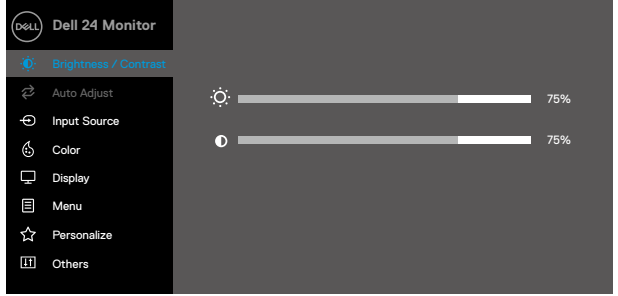 DELL
Dell 24 Monitor
Brightness / Contrast
Auto Adjust
Input Source
Color
Display
Menu
Personalize
Others
75%
75%